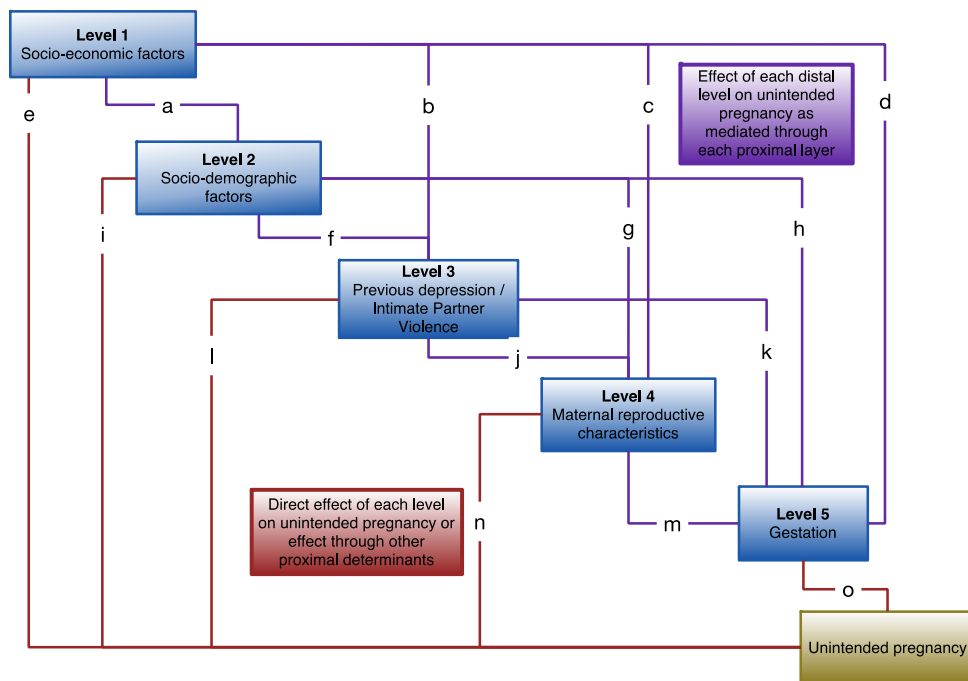 Level 1
Socio-economic factors
e
a
b
c
d
Effect of each distal
level on unintended
pregnancy as
mediated through
each proximal layer
Level 2
Socio-demographic
factors
i
f
g
h
Level 3
Previous depression /
Intimate Partner
Violence
l
j
k
Level 4
Maternal reproductive
characteristics
Direct effect of each level
on unintended pregnancy or
effect through other
proximal determinants
n
m
Level 5
Gestation
o
Unintended pregnancy